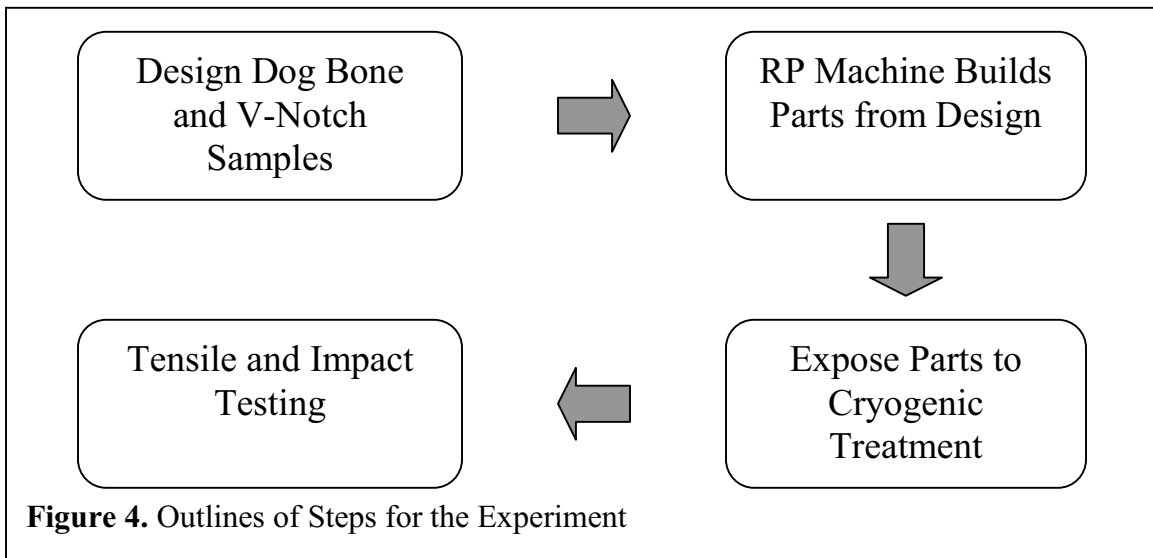 Design Dog Bone
and V-Notch
Samples
RP Machine Builds
Parts from Design
Expose Parts to
Cryogenic
Treatment
Tensile and Impact
Testing
Figure 4. Outlines of Steps for the Experiment